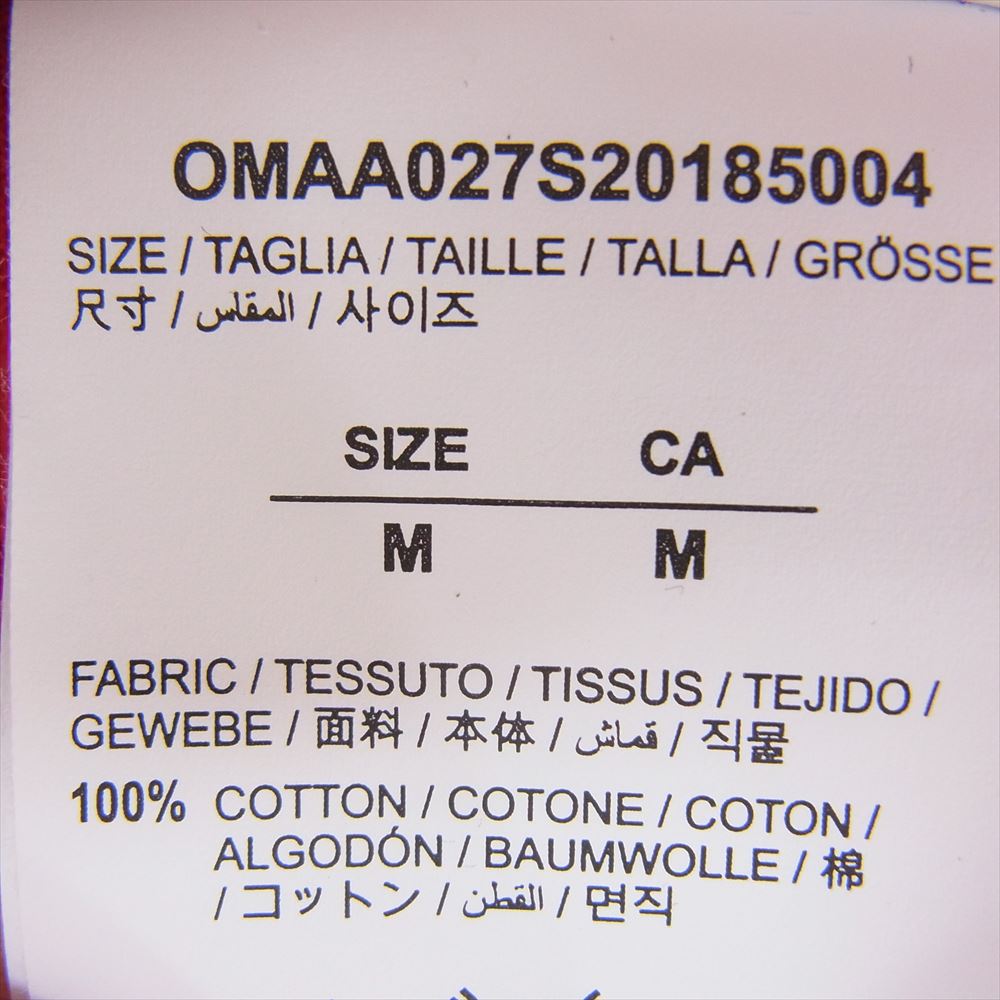 OMAA027S20185004
SIZE / TAGLIA / TAILLE / TALLA / GRÖSSE
尺寸 / المقاس / 사이즈
SIZE CA
M M
FABRIC / TESSUTO / TISSUS / TEJIDO /
GEWEBE / 面料 / 本体 / قماش / 직물
100% COTTON / COTONE / COTON /
ALGODÓN / BAUMWOLLE / 棉
/ コットン / القطن / 면직